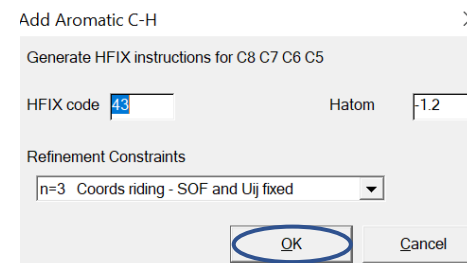 Add Aromatic C-H
Generate HFIX instructions for C8 C7 C6 C5
HFIX code 43 Hatom -1.2
Refinement Constraints
n=3 Coords riding - SOF and Uij fixed
OK Cancel